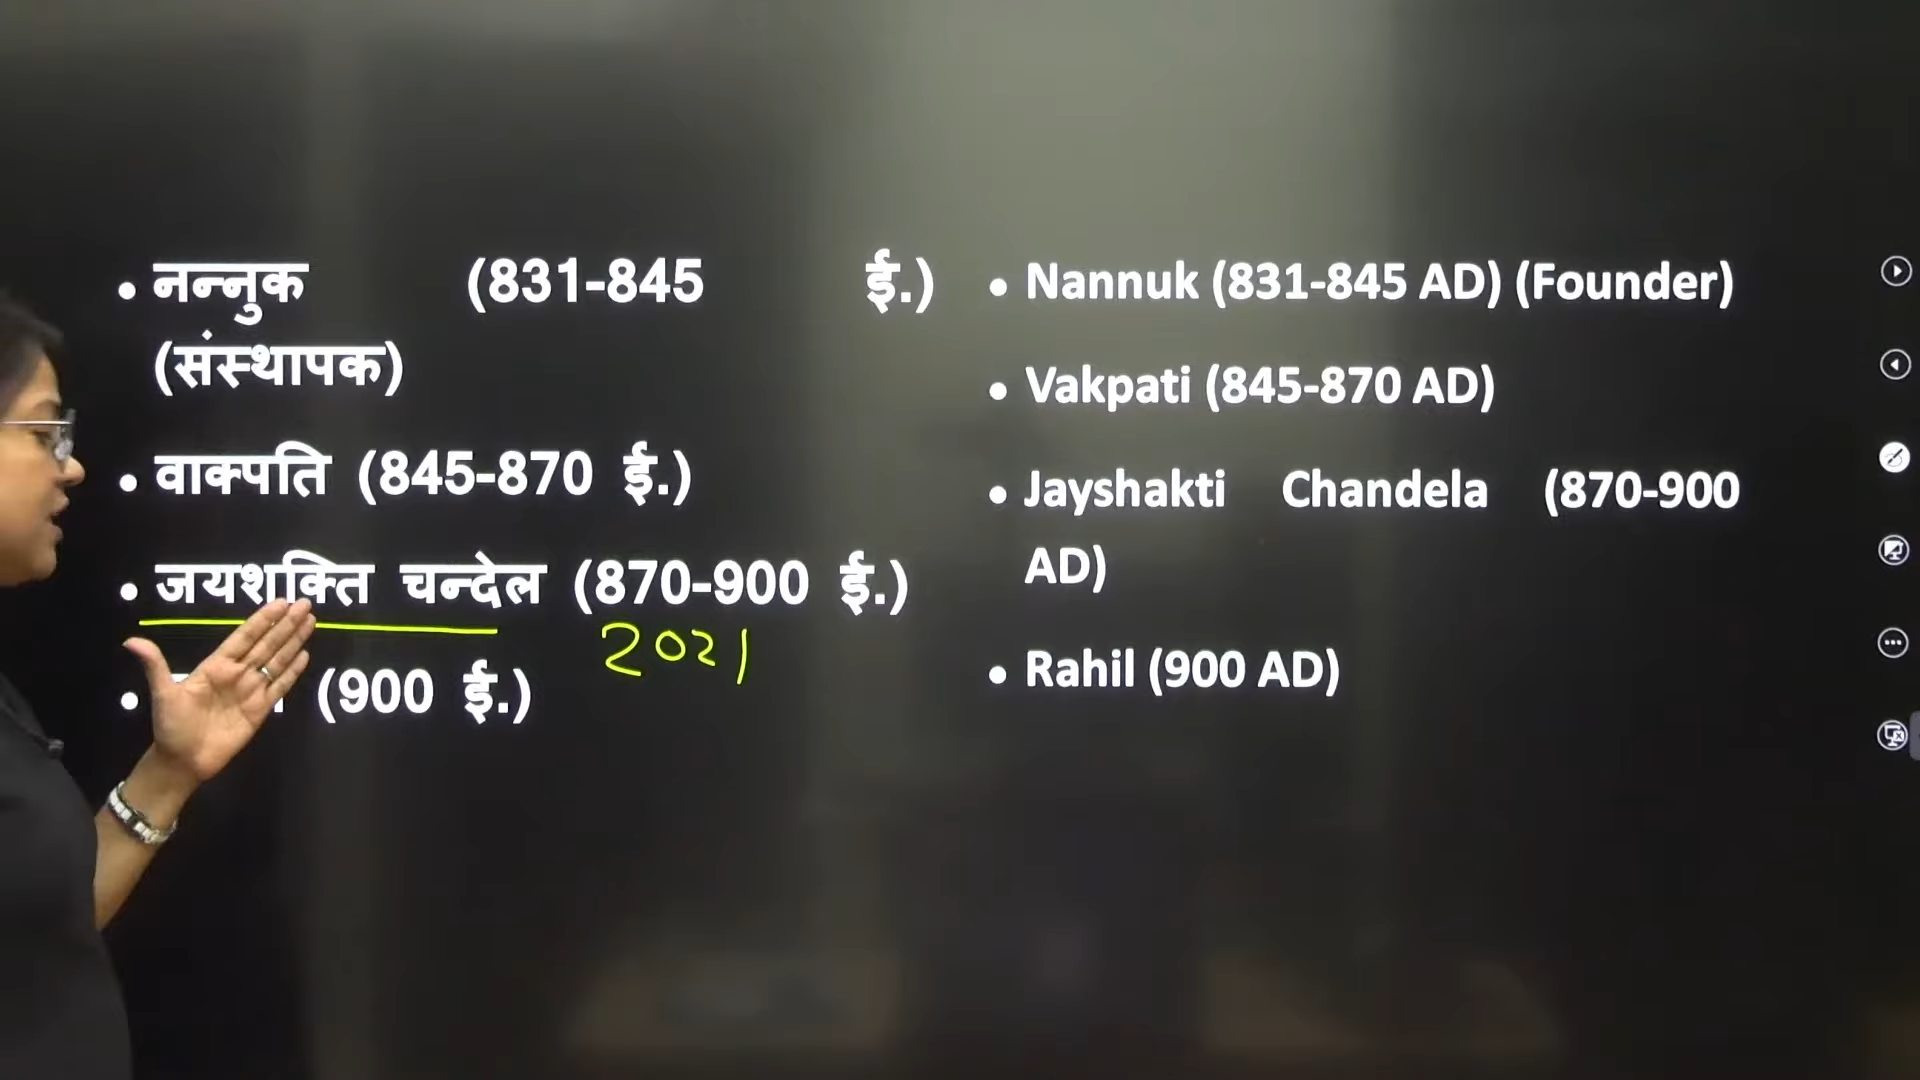 • नन्नुक (831-845 ई.)
(संस्थापक)
• वाक्पति (845-870 ई.)
• जयशक्ति चन्देल (870-900 ई.)
2021
• (900 ई.)
• Nannuk (831-845 AD) (Founder)
• Vakpati (845-870 AD)
• Jayshakti Chandela (870-900
AD)
• Rahil (900 AD)